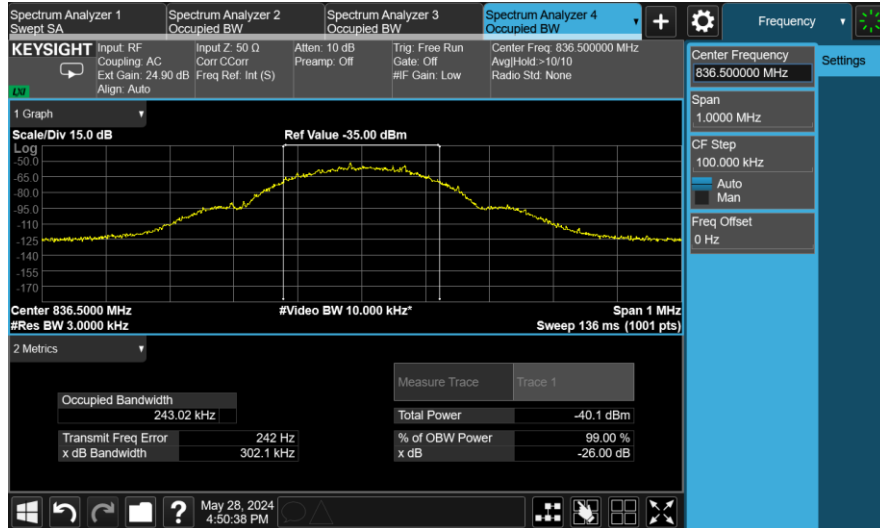 Spectrum Analyzer 1
Swept SA
Spectrum Analyzer 2
Occupied BW
Spectrum Analyzer 3
Occupied BW
Spectrum Analyzer 4
Occupied BW
Frequency
KEYSIGHT
LXI
Input: RF
Coupling: AC
Ext Gain: 24.90 dB
Align: Auto
Input Z: 50 Ω
Corr CCorr
Freq Ref: Int (S)
Atten: 10 dB
Preamp: Off
Trig: Free Run
Gate: Off
#IF Gain: Low
Center Freq: 836.500000 MHz
Avg|Hold:>10/10
Radio Std: None
Center Frequency
836.500000 MHz
Settings
Span
1.0000 MHz
CF Step
100.000 kHz
Auto
Man
Freq Offset
0 Hz
1 Graph
Scale/Div 15.0 dB
Ref Value -35.00 dBm
Log
-50.0
-65.0
-80.0
-95.0
-110
-125
-140
-155
-170
Center 836.5000 MHz
#Video BW 10.000 kHz*
Span 1 MHz
#Res BW 3.0000 kHz
Sweep 136 ms (1001 pts)
2 Metrics
Measure Trace
Trace 1
Occupied Bandwidth
243.02 kHz
Total Power
-40.1 dBm
Transmit Freq Error
242 Hz
% of OBW Power
99.00 %
x dB Bandwidth
302.1 kHz
x dB
-26.00 dB
?
May 28, 2024
4:50:38 PM